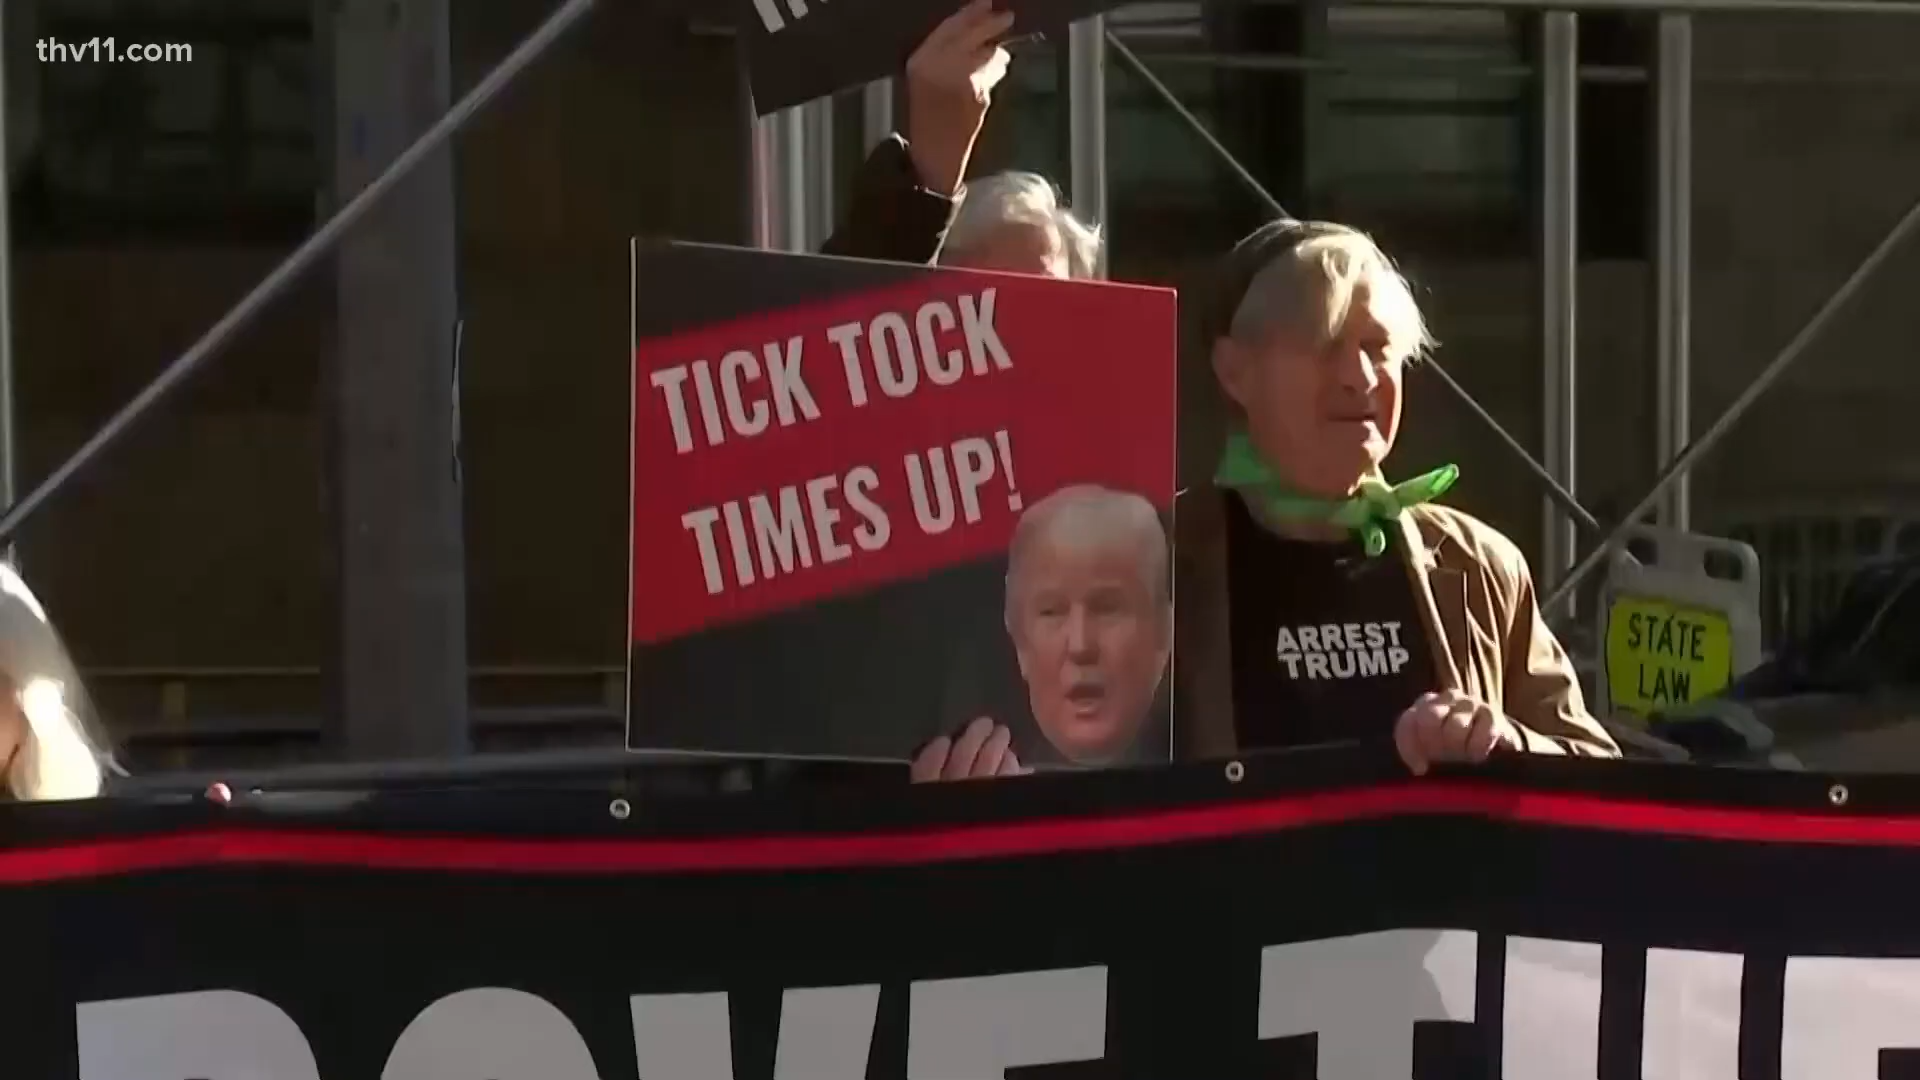 thv11.com
TICK TOCK
TIMES UP!
ARREST
TRUMP
STATE
LAW